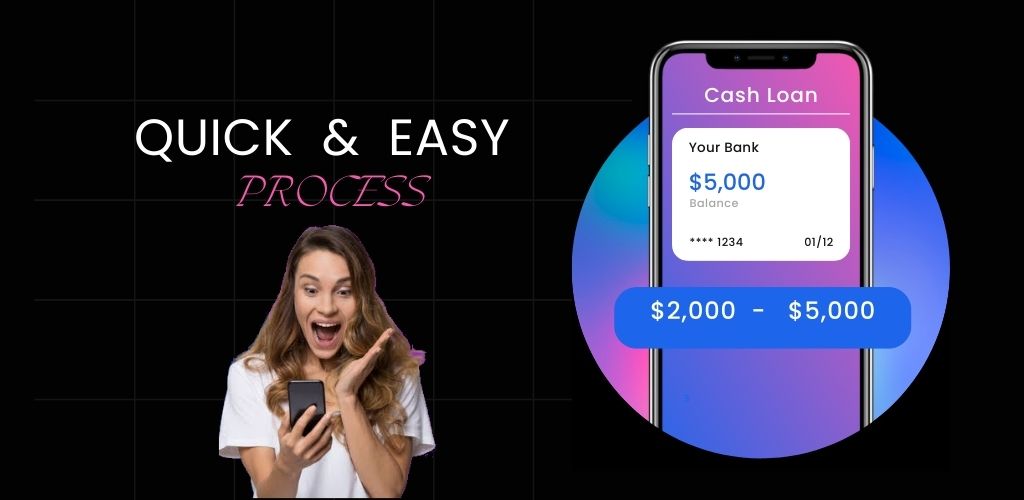 QUICK & EASY
PROCESS
Cash Loan
Your Bank
$5,000
Balance
**** 1234 01/12
$2,000 - $5,000